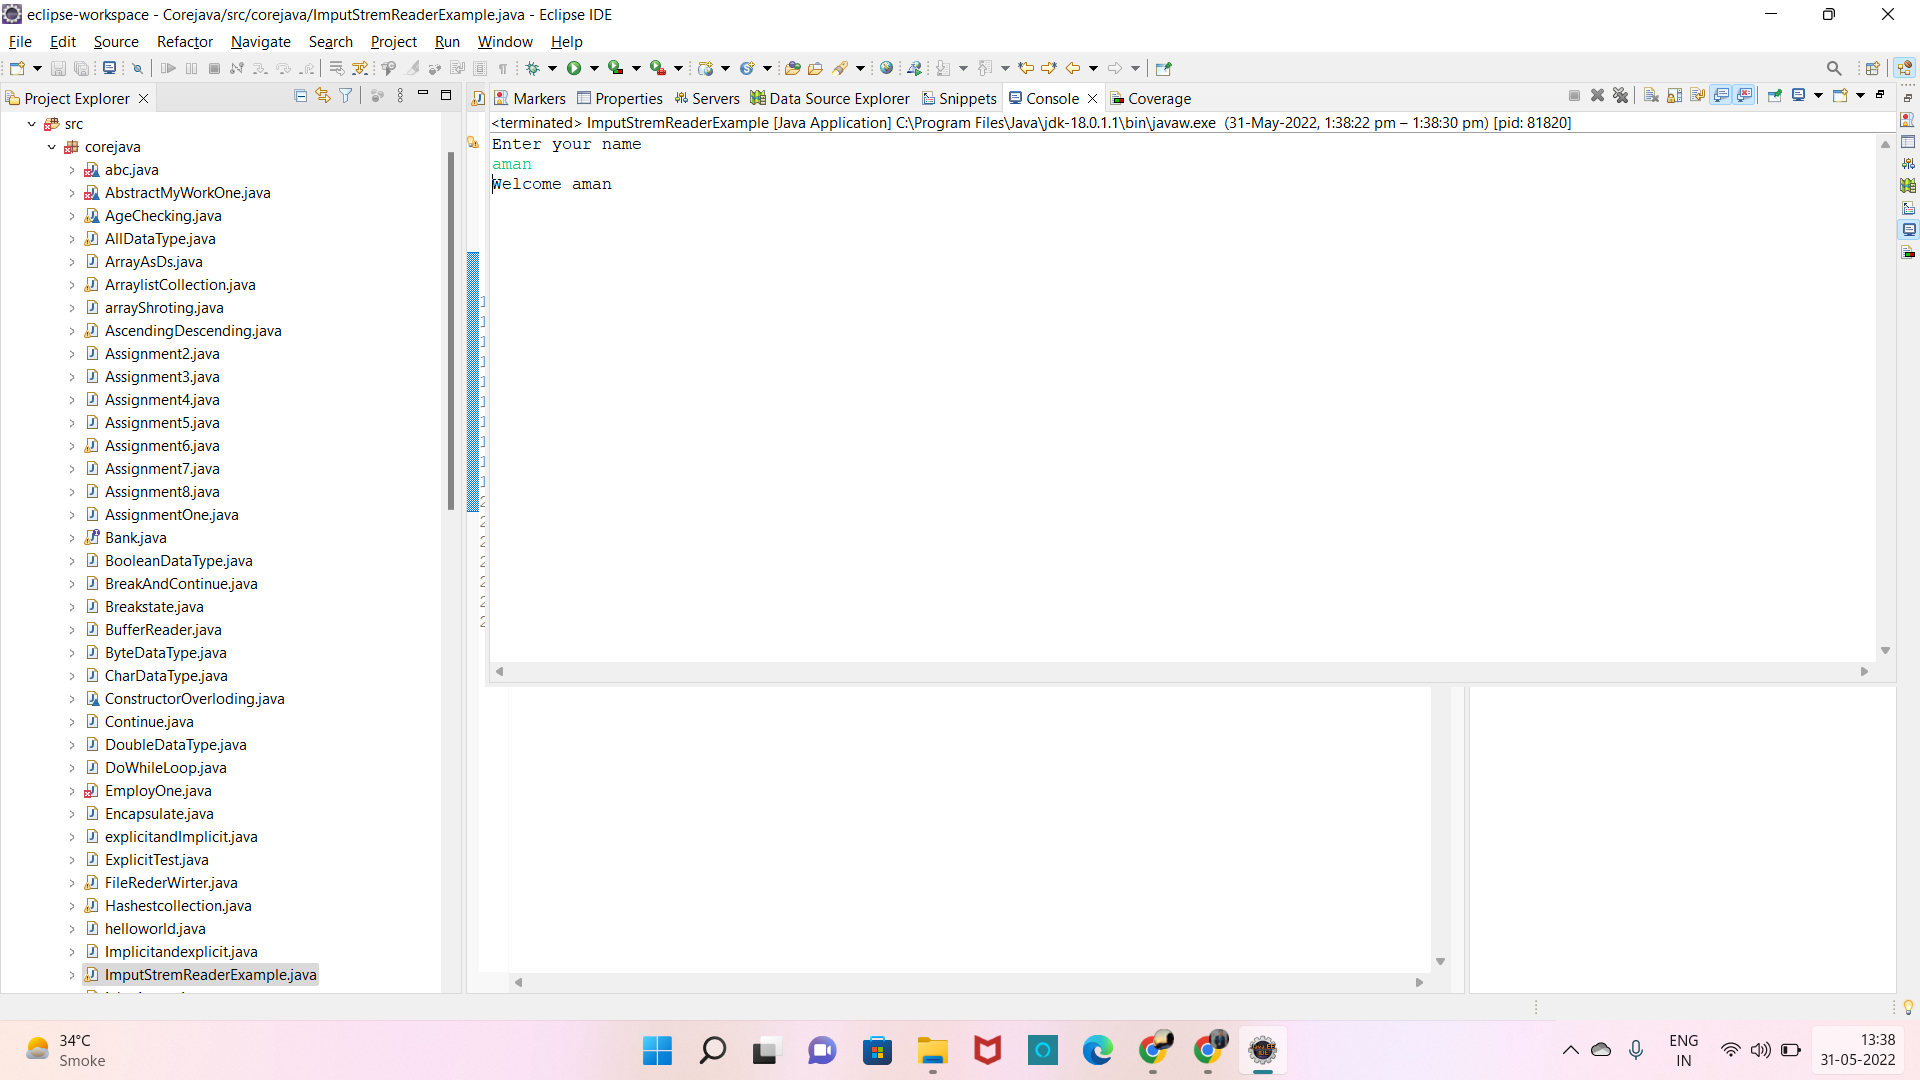 eclipse-workspace - Corejava/src/corejava/ImputStremReaderExample.java - Eclipse IDE
File Edit Source Refactor Navigate Search Project Run Window Help
Project Explorer
Markers Properties Servers Data Source Explorer Snippets Console Coverage
<terminated> ImputStremReaderExample [Java Application] C:\Program Files\Java\jdk-18.0.1.1\bin\javaw.exe (31-May-2022, 1:38:22 pm – 1:38:30 pm) [pid: 81820]
Enter your name
aman
Welcome aman
src
corejava
abc.java
AbstractMyWorkOne.java
AgeChecking.java
AllDataType.java
ArrayAsDs.java
ArraylistCollection.java
arrayShroting.java
AscendingDescending.java
Assignment2.java
Assignment3.java
Assignment4.java
Assignment5.java
Assignment6.java
Assignment7.java
Assignment8.java
AssignmentOne.java
Bank.java
BooleanDataType.java
BreakAndContinue.java
Breakstate.java
BufferReader.java
ByteDataType.java
CharDataType.java
ConstructorOverloding.java
Continue.java
DoubleDataType.java
DoWhileLoop.java
EmployOne.java
Encapsulate.java
explicitandImplicit.java
ExplicitTest.java
FileRederWirter.java
Hashestcollection.java
helloworld.java
Implicitandexplicit.java
ImputStremReaderExample.java
34°C
Smoke
ENG
IN
13:38
31-05-2022